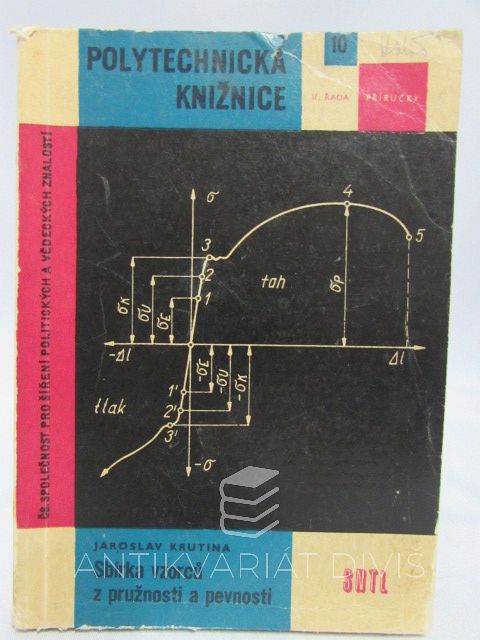 POLYTECHNICKÁ
KNIŽNICE
10
II. ŘADA
PŘÍRUČKY
ČS. SPOLEČNOST PRO ŠÍŘENÍ POLITICKÝCH A VĚDECKÝCH ZNALOSTÍ
σ
3
4
5
2
1
tah
σK
σU
σE
σP
-Δl
Δl
-σE
-σU
-σK
1'
2'
3'
tlak
-σ
JAROSLAV KRUTINA
Sbírka vzorců
z pružnosti a pevnosti
SNTL
ANTIKVARIÁT DIVIŠ